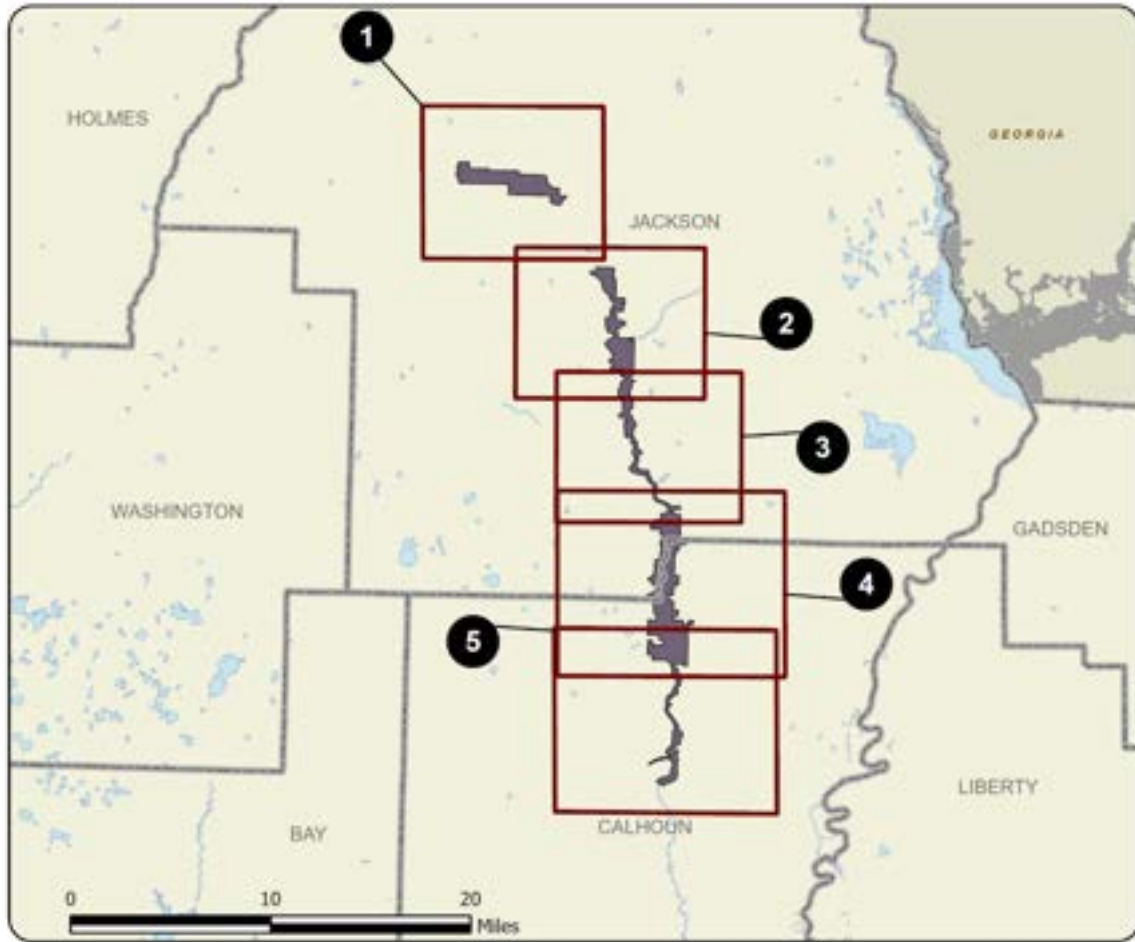 1
HOLMES
GEORGIA
JACKSON
2
3
WASHINGTON
GADSDEN
4
5
LIBERTY
CALHOUN
BAY
0 10 20
Miles